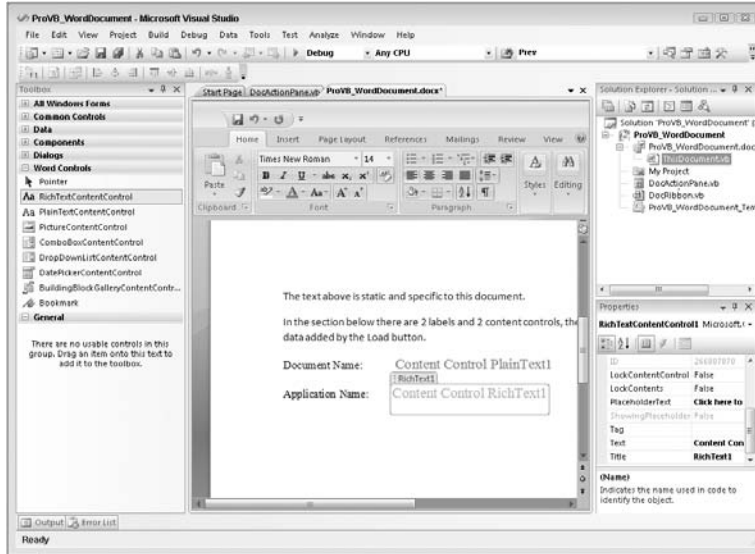 ProVB_WordDocument - Microsoft Visual Studio
File Edit View Project Build Debug Data Tools Test Analyze Window Help
Debug Any CPU Prev
Toolbox
All Windows Forms
Common Controls
Data
Components
Dialogs
Word Controls
Pointer
RichTextContentControl
PlainTextContentControl
PictureContentControl
ComboBoxContentControl
DropDownListContentControl
DatePickerContentControl
BuildingBlockGalleryContentContr...
Bookmark
General
There are no usable controls in this
group. Drag an item onto this text to
add it to the toolbox.
Start Page DocActionPane.vb ProVB_WordDocument.docx*
Home Insert Page Layout References Mailings Review View
Times New Roman 14
Paste
Styles Editing
Clipboard Font Paragraph
The text above is static and specific to this document.
In the section below there are 2 labels and 2 content controls, the
data added by the Load button.
Document Name: Content Control PlainText1
RichText1
Application Name: Content Control RichText1
Solution Explorer - Solution ...
Solution 'ProVB_WordDocument' (
ProVB_WordDocument
ProVB_WordDocument.doc
ThisDocument.vb
My Project
DocActionPane.vb
DocRibbon.vb
ProVB_WordDocument_Tem
Properties
RichTextContentControl1 Microsoft.
ID
LockContentControl False
LockContents False
PlaceholderText Click here to
ShowingPlaceholder False
Tag
Text Content Con
Title RichText1
(Name)
Indicates the name used in code to
identify the object.
Output Error List
Ready